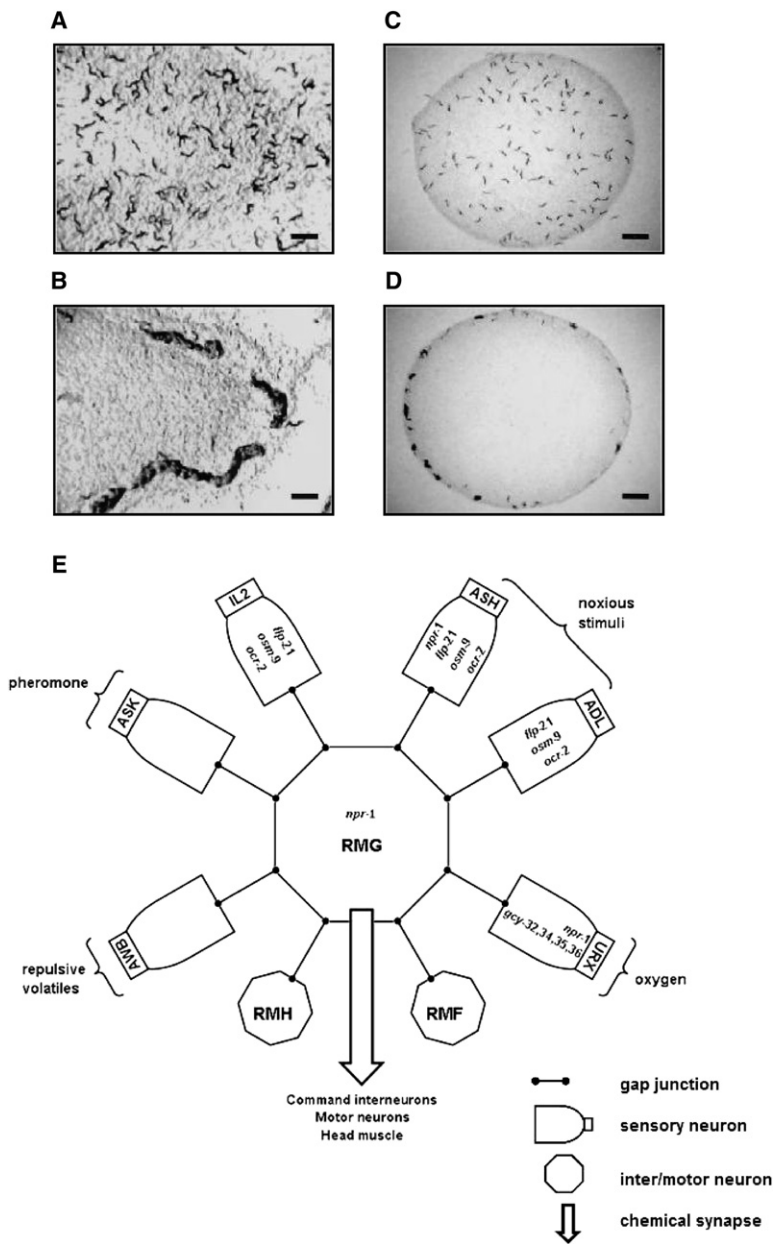 A
C
B
D
E
IL2
flp-21
osm-9
ocr-2
ASH
npr-1
flp-21
osm-9
ocr-2
noxious
stimuli
pheromone
ASK
ADL
flp-21
osm-9
ocr-2
npr-1
RMG
AWB
repulsive
volatiles
npr-1
gcy-32,34,35,36
URX
oxygen
RMH
RMF
Command interneurons
Motor neurons
Head muscle
gap junction
sensory neuron
inter/motor neuron
chemical synapse